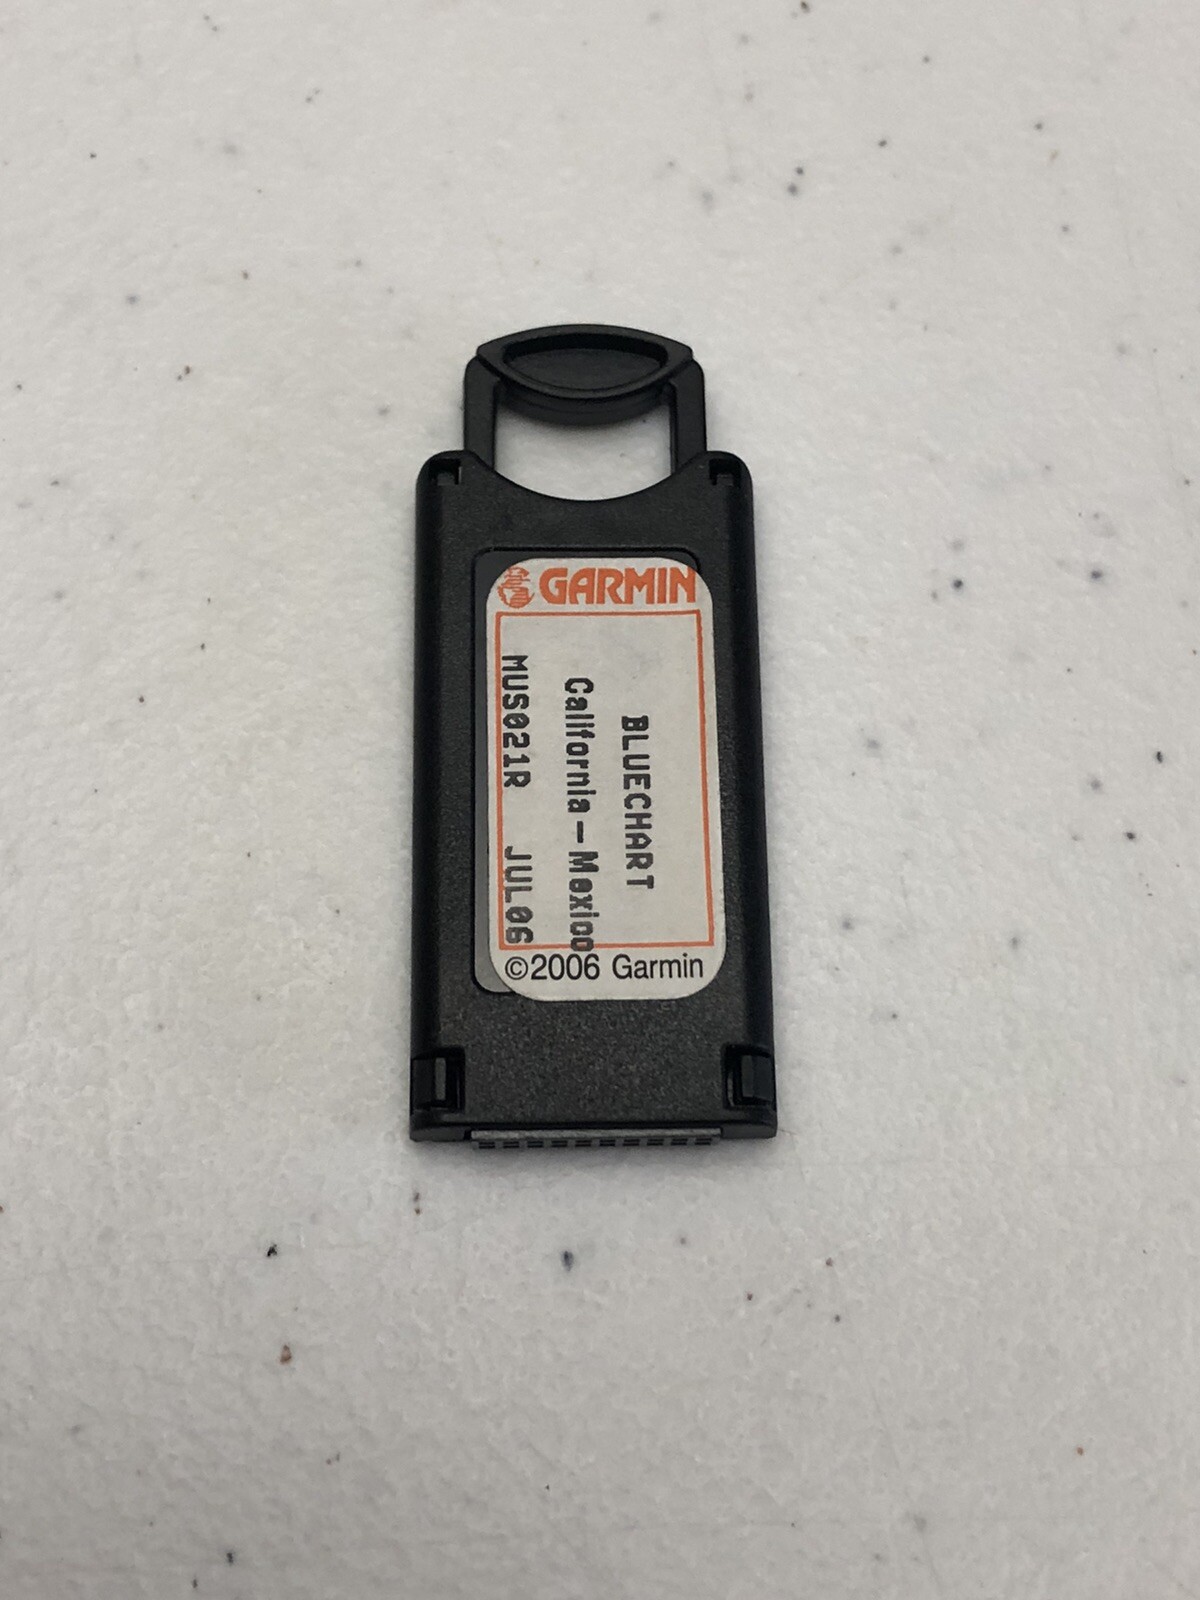 GARMIN
BLUECHART
California-Mexico
MUS021R JUL06
©2006 Garmin